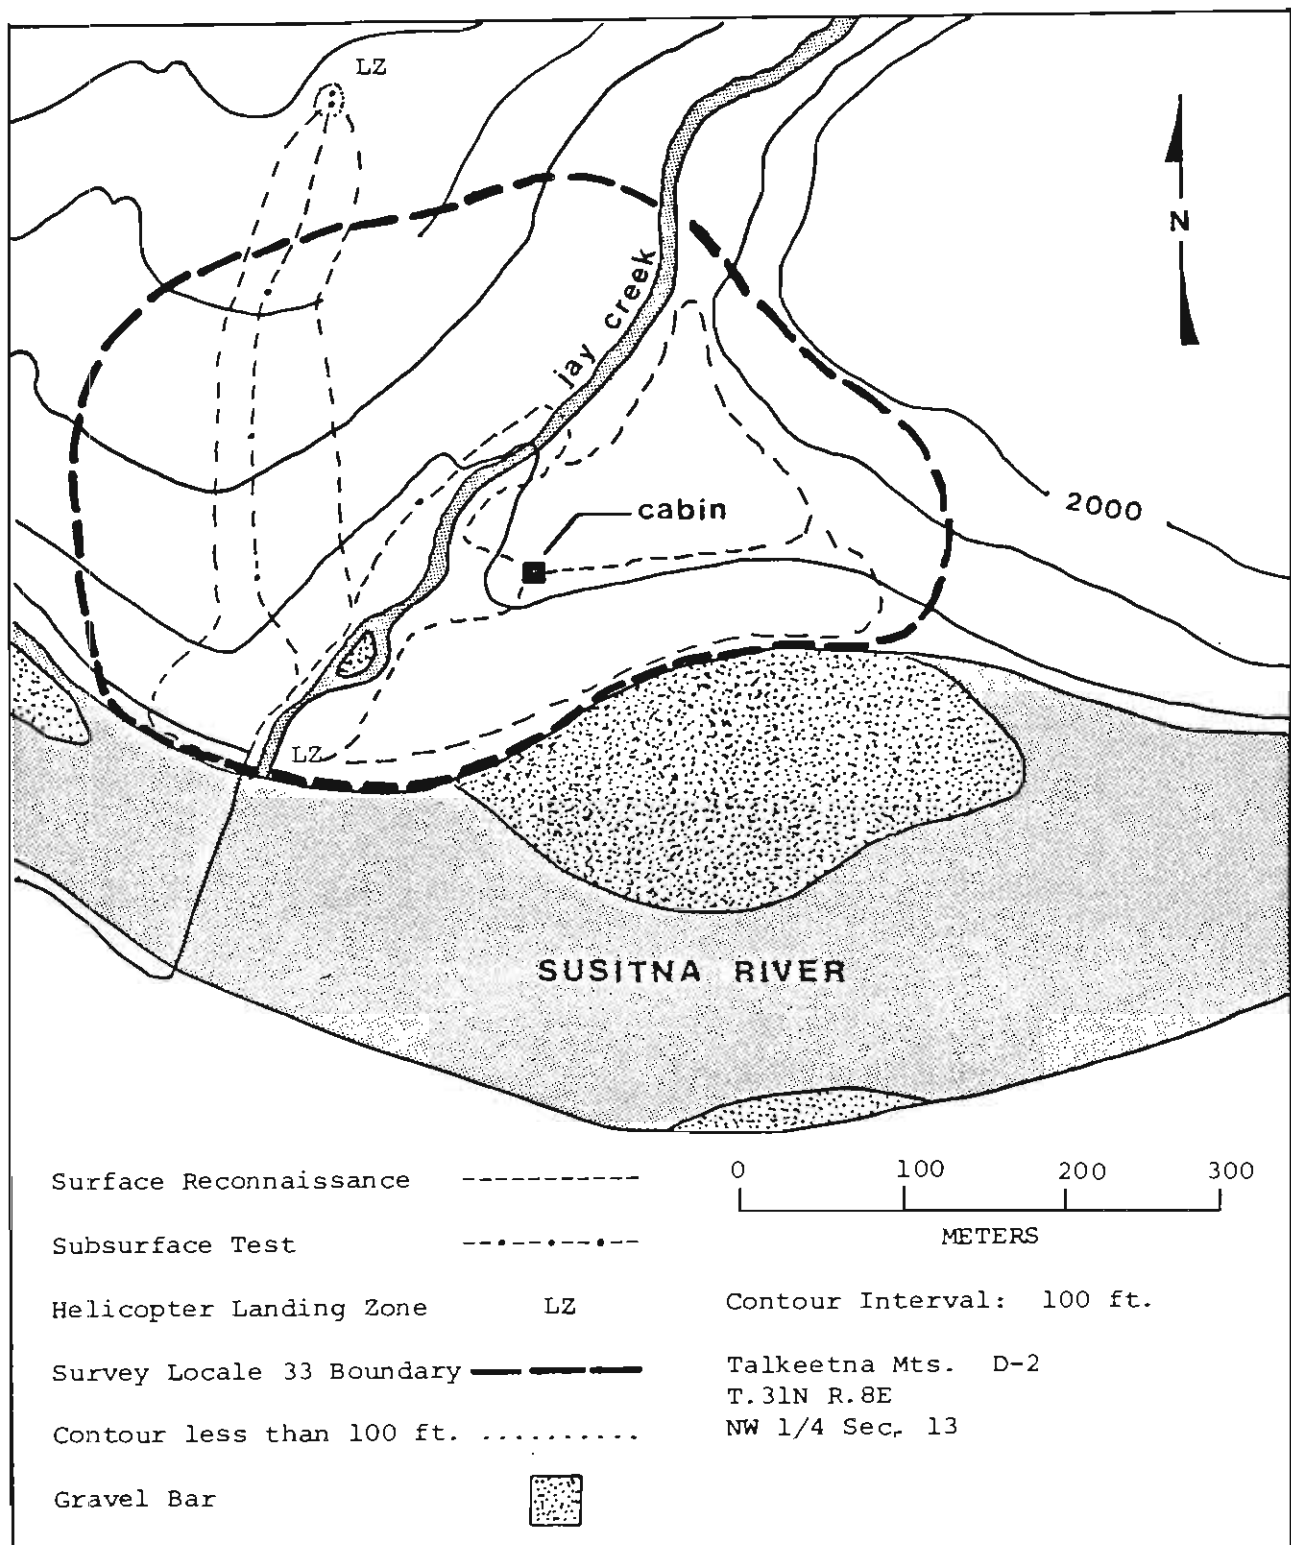 LZ
N
jay creek
cabin
2000
LZ
SUSITNA RIVER
Surface Reconnaissance
0 100 200 300
METERS
Subsurface Test
Helicopter Landing Zone LZ
Contour Interval: 100 ft.
Survey Locale 33 Boundary
Talkeetna Mts. D-2
T.31N R.8E
NW 1/4 Sec. 13
Contour less than 100 ft.
Gravel Bar